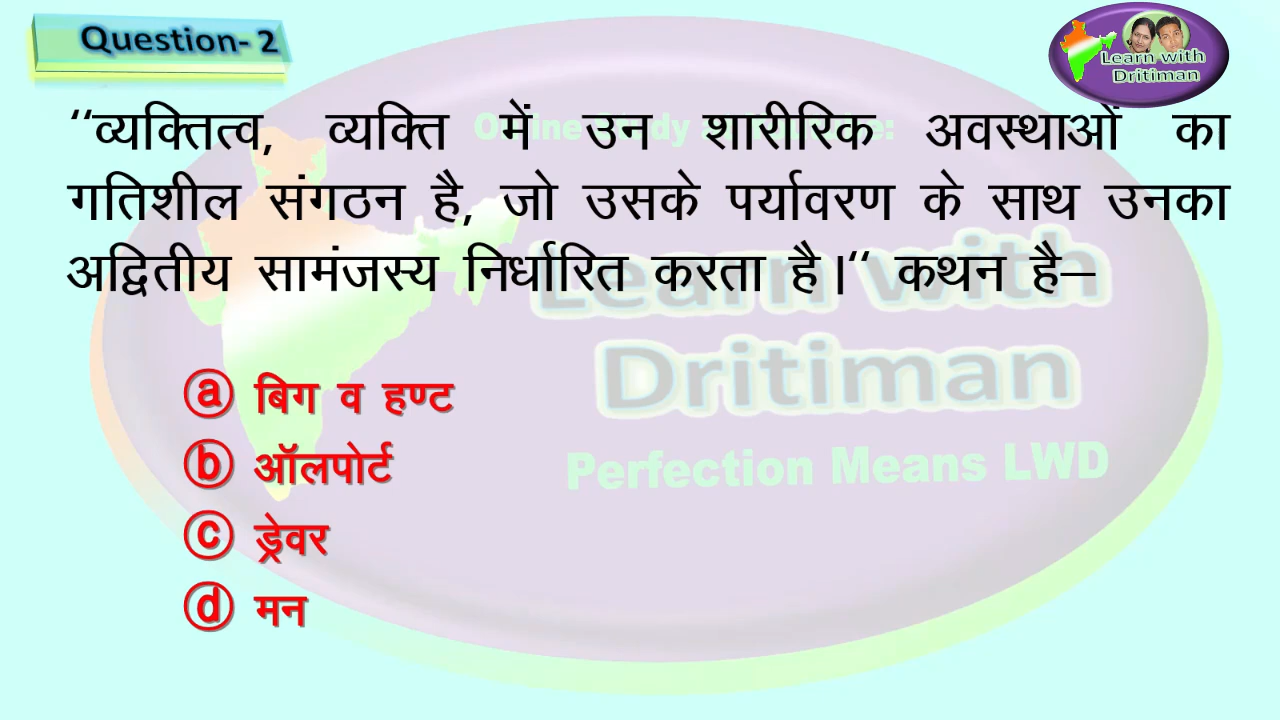 Question- 2
Learn with
Dritiman
‘‘व्यक्तित्व, व्यक्ति में उन शारीरिक अवस्थाओं का
गतिशील संगठन है, जो उसके पर्यावरण के साथ उनका
अद्वितीय सामंजस्य निर्धारित करता है।‘‘ कथन है–
Learn with
Dritiman
Perfection Means LWD
ⓐ बिग व हण्ट
ⓑ ऑलपोर्ट
ⓒ ड्रेवर
ⓓ मन